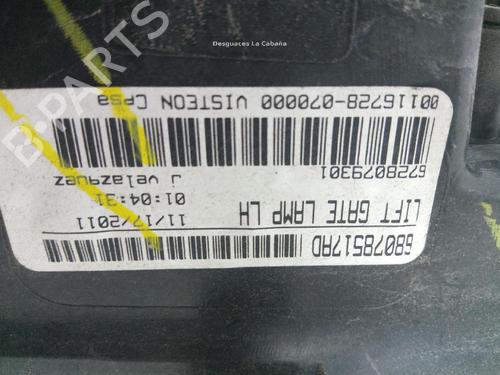 Desguaces La Cabaña
B-PARTS
68078517AD
LIFT GATE LAMP LH
11/17/2011
01:04:31
J Velazquez
6728079301
00116728-070000 VISTEON CPSA